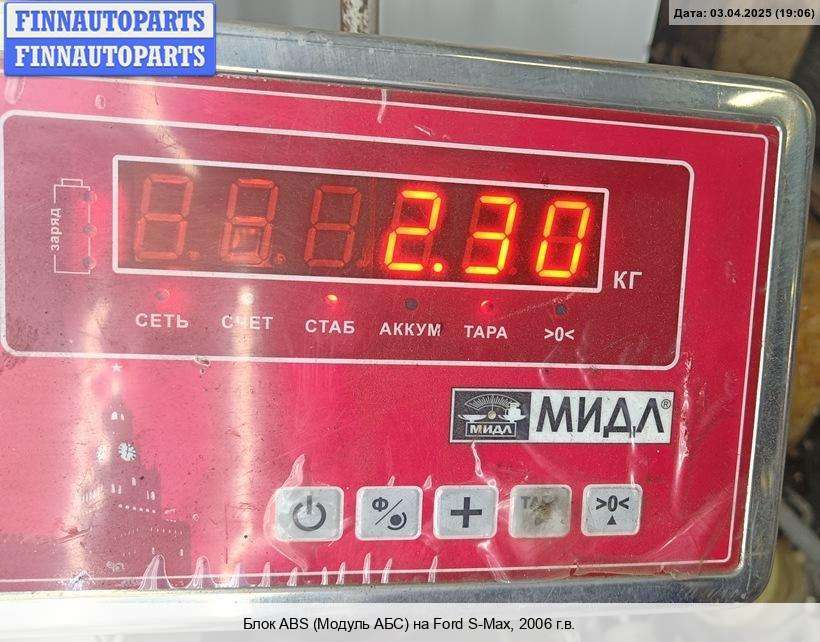 FINNAUTOPARTS
FINNAUTOPARTS
Дата: 03.04.2025 (19:06)
заряд
2.30
КГ
СЕТЬ СЧЕТ СТАБ АККУМ ТАРА >0<
МИДЛ МИДЛ®
Ф + ТАРА >0<
Блок ABS (Модуль АБС) на Ford S-Max, 2006 г.в.